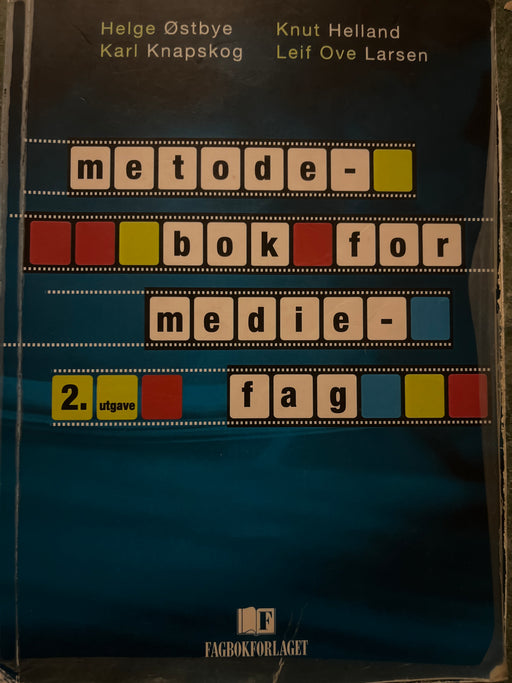 Helge Østbye Knut Helland
Karl Knapskog Leif Ove Larsen
metode-
bok for
medie-
2. utgave fag
F
FAGBOKFORLAGET